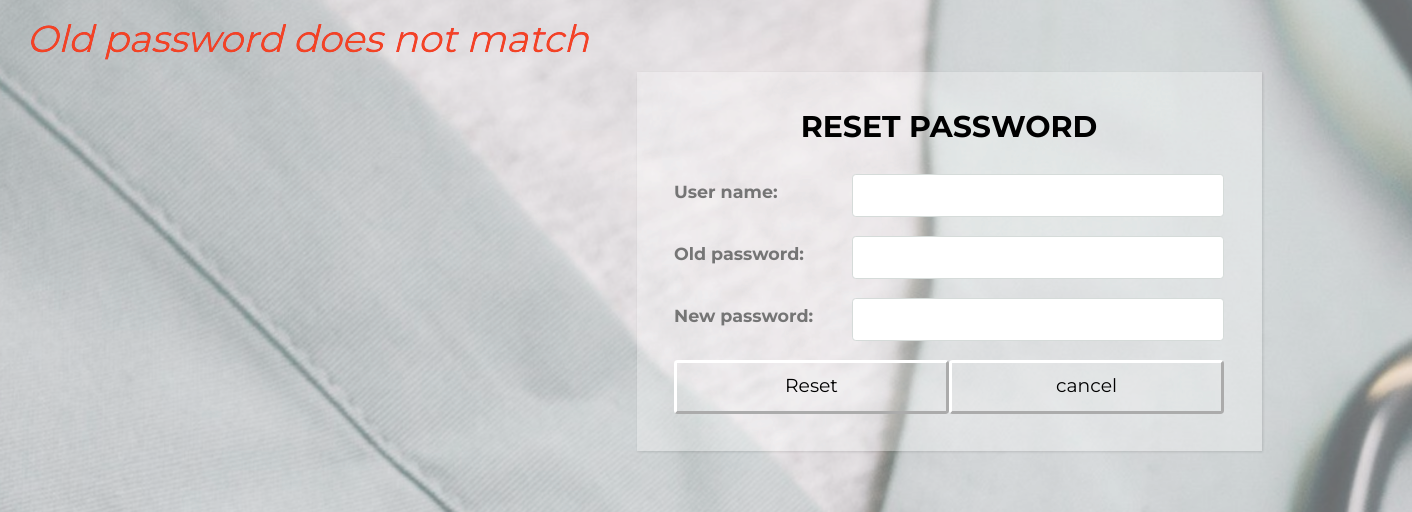 Old password does not match
RESET PASSWORD
User name:
Old password:
New password:
Reset
cancel